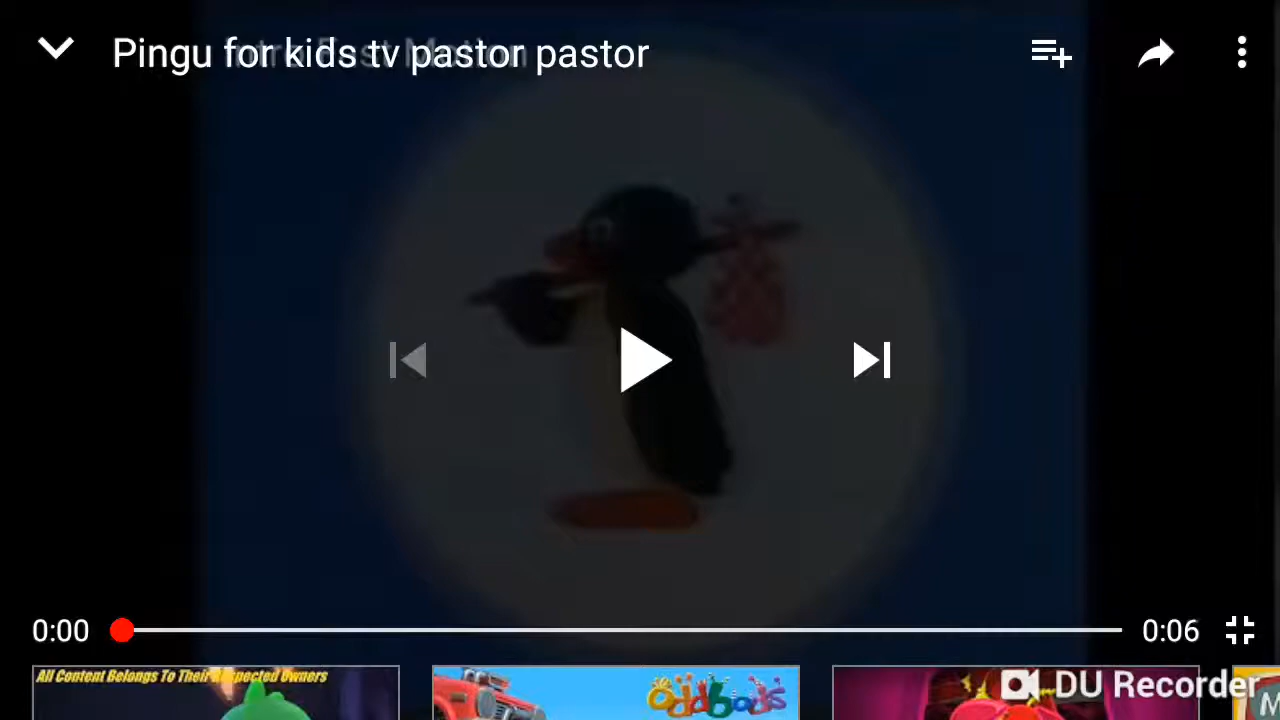 Pingu for kids tv pastor pastor
0:00
0:06
All Content Belongs To Their Respected Owners
Oddbods
DU Recorder
M